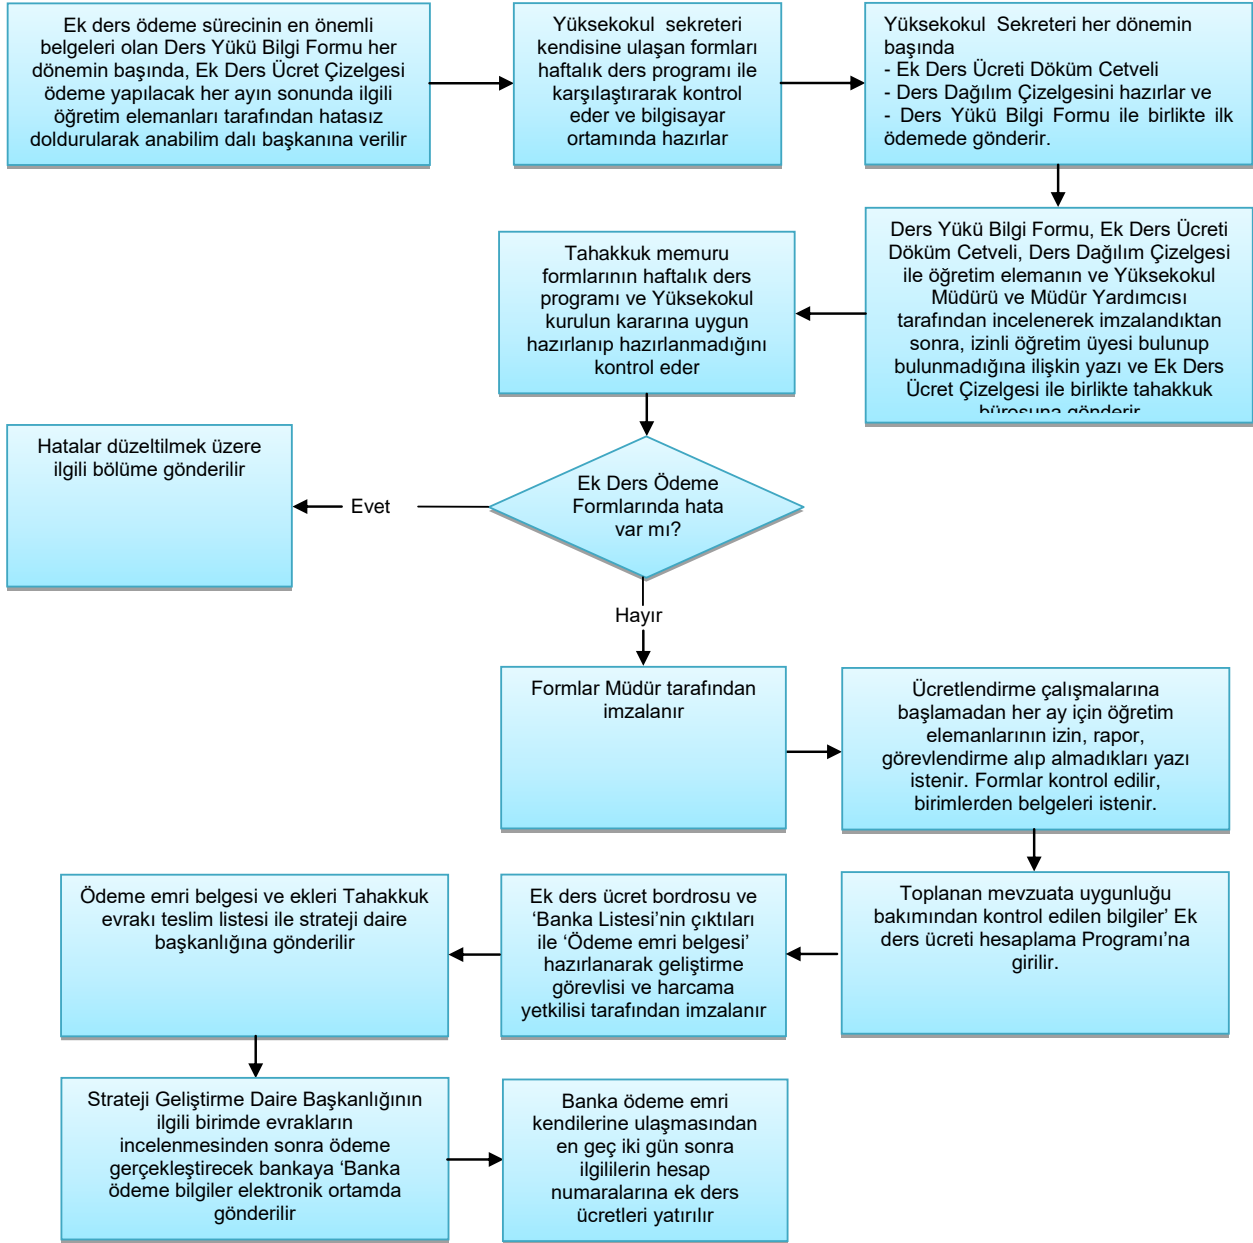 Ek ders ödeme sürecinin en önemli
belgeleri olan Ders Yükü Bilgi Formu her
dönemin başında, Ek Ders Ücret Çizelgesi
ödeme yapılacak her ayın sonunda ilgili
öğretim elemanları tarafından hatasız
doldurularak anabilim dalı başkanına verilir
Yüksekokul sekreteri
kendisine ulaşan formları
haftalık ders programı ile
karşılaştırarak kontrol
eder ve bilgisayar
ortamında hazırlar
Yüksekokul Sekreteri her dönemin
başında
- Ek Ders Ücreti Döküm Cetveli
- Ders Dağılım Çizelgesini hazırlar ve
- Ders Yükü Bilgi Formu ile birlikte ilk
ödemede gönderir.
Ders Yükü Bilgi Formu, Ek Ders Ücreti
Döküm Cetveli, Ders Dağılım Çizelgesi
ile öğretim elemanın ve Yüksekokul
Müdürü ve Müdür Yardımcısı
tarafından incelenerek imzalandıktan
sonra, izinli öğretim üyesi bulunup
bulunmadığına ilişkin yazı ve Ek Ders
Ücret Çizelgesi ile birlikte tahakkuk
bürosuna gönderir
Tahakkuk memuru
formlarının haftalık ders
programı ve Yüksekokul
kurulun kararına uygun
hazırlanıp hazırlanmadığını
kontrol eder
Ek Ders Ödeme
Formlarında hata
var mı?
Evet
Hatalar düzeltilmek üzere
ilgili bölüme gönderilir
Hayır
Formlar Müdür tarafından
imzalanır
Ücretlendirme çalışmalarına
başlamadan her ay için öğretim
elemanlarının izin, rapor,
görevlendirme alıp almadıkları yazı
istenir. Formlar kontrol edilir,
birimlerden belgeleri istenir.
Toplanan mevzuata uygunluğu
bakımından kontrol edilen bilgiler’ Ek
ders ücreti hesaplama Programı’na
girilir.
Ek ders ücret bordrosu ve
‘Banka Listesi’nin çıktıları
ile ‘Ödeme emri belgesi’
hazırlanarak geliştirme
görevlisi ve harcama
yetkilisi tarafından imzalanır
Ödeme emri belgesi ve ekleri Tahakkuk
evrakı teslim listesi ile strateji daire
başkanlığına gönderilir
Strateji Geliştirme Daire Başkanlığının
ilgili birimde evrakların
incelenmesinden sonra ödeme
gerçekleştirecek bankaya ‘Banka
ödeme bilgiler elektronik ortamda
gönderilir
Banka ödeme emri
kendilerine ulaşmasından
en geç iki gün sonra
ilgililerin hesap
numaralarına ek ders
ücretleri yatırılır